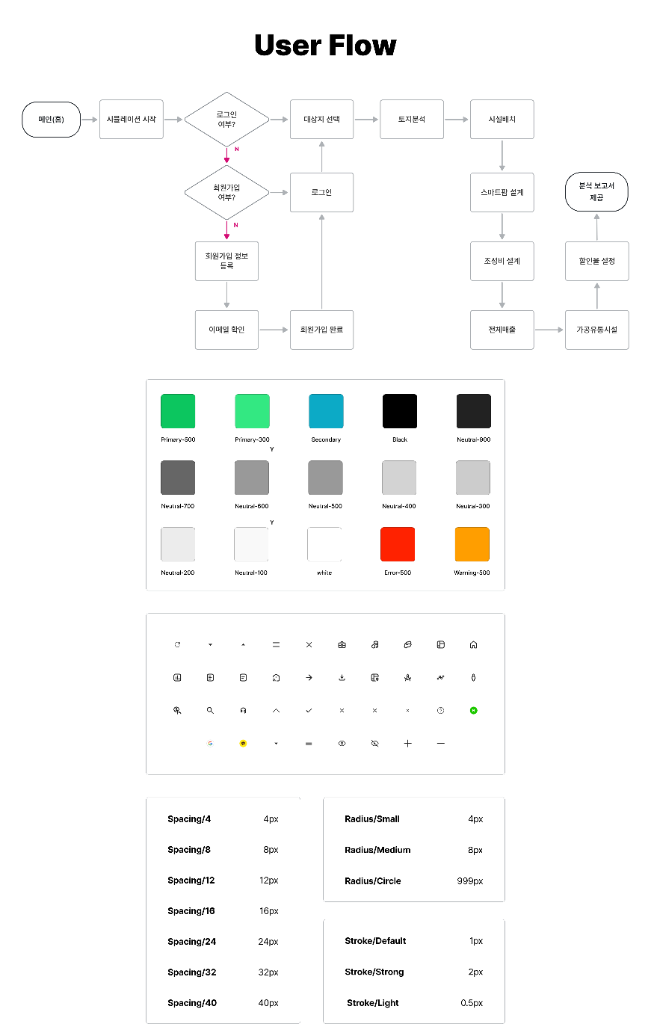 User Flow
메인(홈)
시뮬레이션 시작
로그인
여부?
대상지 선택
토지분석
시설배치
N
회원가입
여부?
로그인
스마트팜 설계
분석 보고서
제공
N
회원가입 정보
등록
조성비 설계
할인율 설정
이메일 확인
회원가입 완료
전체매출
가공유통시설
Primary-500
Primary-300
Secondary
Black
Neutral-900
Y
Neutral-700
Neutral-600
Neutral-500
Neutral-400
Neutral-300
Y
Neutral-200
Neutral-100
white
Error-500
Warning-500
G
Spacing/4 4px
Spacing/8 8px
Spacing/12 12px
Spacing/16 16px
Spacing/24 24px
Spacing/32 32px
Spacing/40 40px
Radius/Small 4px
Radius/Medium 8px
Radius/Circle 999px
Stroke/Default 1px
Stroke/Strong 2px
Stroke/Light 0.5px